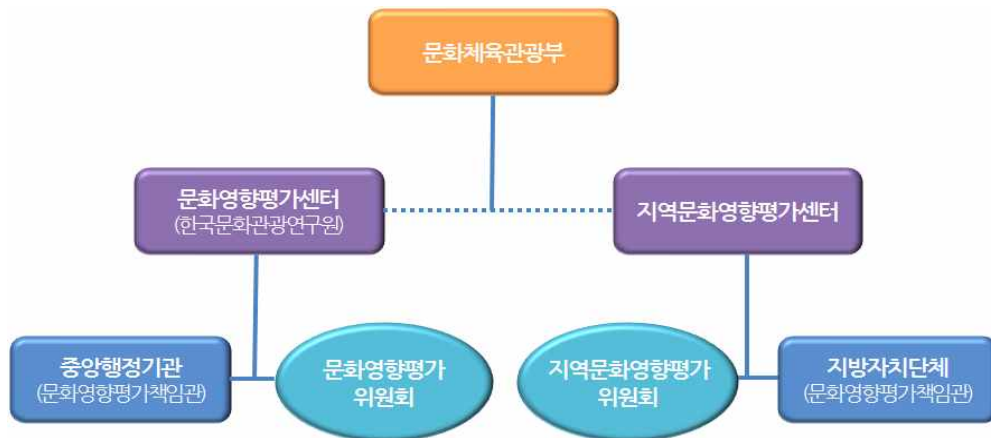 문화체육관광부
문화영향평가센터
(한국문화관광연구원)
지역문화영향평가센터
중앙행정기관
(문화영향평가책임관)
문화영향평가
위원회
지역문화영향평가
위원회
지방자치단체
(문화영향평가책임관)